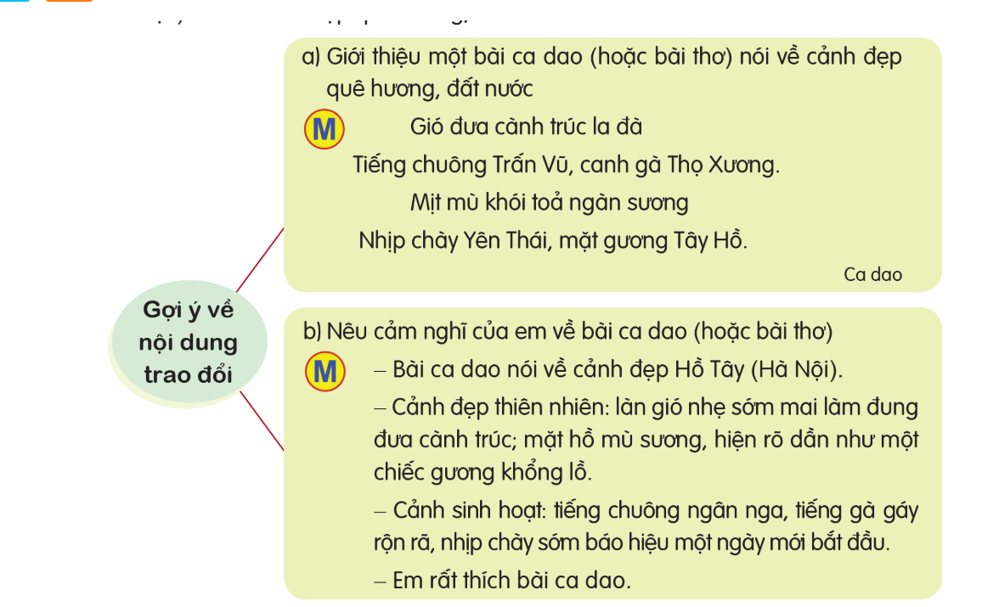 a) Giới thiệu một bài ca dao (hoặc bài thơ) nói về cảnh đẹp
quê hương, đất nước
M
Gió đưa cành trúc la đà
Tiếng chuông Trấn Vũ, canh gà Thọ Xương.
Mịt mù khói toả ngàn sương
Nhịp chày Yên Thái, mặt gương Tây Hồ.
Ca dao
Gợi ý về
nội dung
trao đổi
b) Nêu cảm nghĩ của em về bài ca dao (hoặc bài thơ)
M
– Bài ca dao nói về cảnh đẹp Hồ Tây (Hà Nội).
– Cảnh đẹp thiên nhiên: làn gió nhẹ sớm mai làm đung
đưa cành trúc; mặt hồ mù sương, hiện rõ dần như một
chiếc gương khổng lồ.
– Cảnh sinh hoạt: tiếng chuông ngân nga, tiếng gà gáy
rộn rã, nhịp chày sớm báo hiệu một ngày mới bắt đầu.
– Em rất thích bài ca dao.